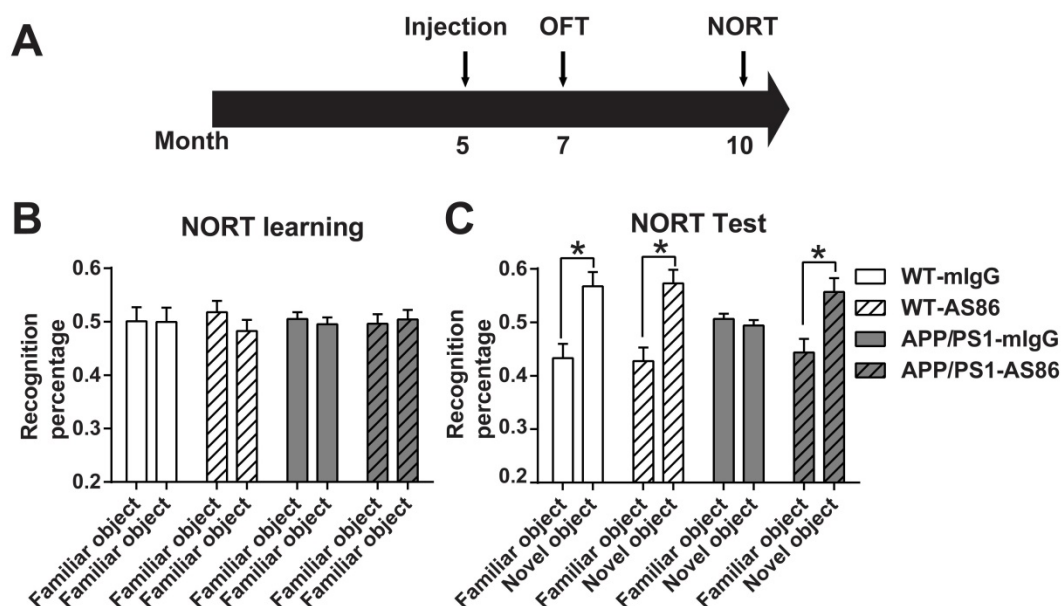 A
Injection OFT NORT
Month 5 7 10
B
NORT learning
Recognition
percentage
0.6
0.5
0.4
0.3
0.2
Familiar object
Familiar object
Familiar object
Familiar object
Familiar object
Familiar object
Familiar object
Familiar object
C
NORT Test
Recognition
percentage
0.6
0.5
0.4
0.3
0.2
* * *
Familiar object
Novel object
Familiar object
Novel object
Familiar object
Novel object
Familiar object
Novel object
WT-mIgG
WT-AS86
APP/PS1-mIgG
APP/PS1-AS86